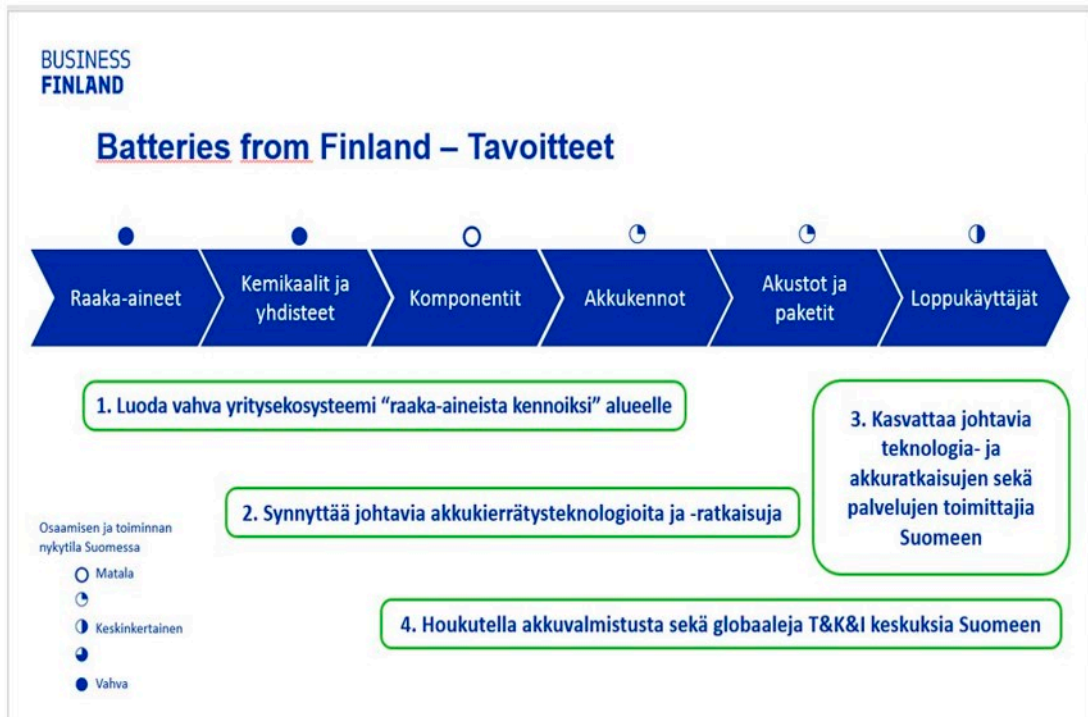 BUSINESS
FINLAND
Batteries from Finland – Tavoitteet
Raaka-aineet
Kemikaalit ja
yhdisteet
Komponentit
Akkukennot
Akustot ja
paketit
Loppukäyttäjät
1. Luoda vahva yritysekosysteemi “raaka-aineista kennoiksi” alueelle
2. Synnyttää johtavia akkukierrätysteknologioita ja -ratkaisuja
3. Kasvattaa johtavia
teknologia- ja
akkuratkaisujen sekä
palvelujen toimittajia
Suomeen
4. Houkutella akkuvalmistusta sekä globaaleja T&K&I keskuksia Suomeen
Osaamisen ja toiminnan
nykytila Suomessa
Matala
Keskinkertainen
Vahva